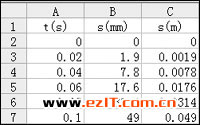 A B C
1 t(s) s(mm) s(m)
2 0 0 0
3 0.02 1.9 0.0019
4 0.04 7.8 0.0078
5 0.06 17.6 0.0176
6 www.ezIT.com.cn 314
7 0.1 49 0.049